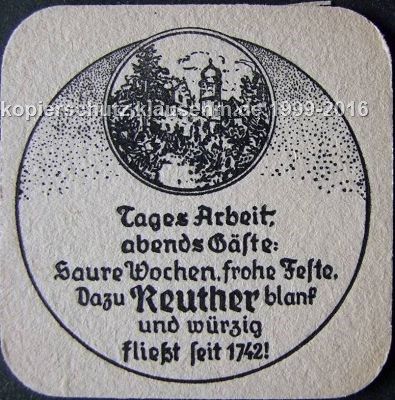 kopierschutz klauschm.de 1999-2016
Tages Arbeit,
abends Gäſte:
Saure Wochen, frohe Feſte.
Dazu Reuther blank
und würzig
fließt ſeit 1742!